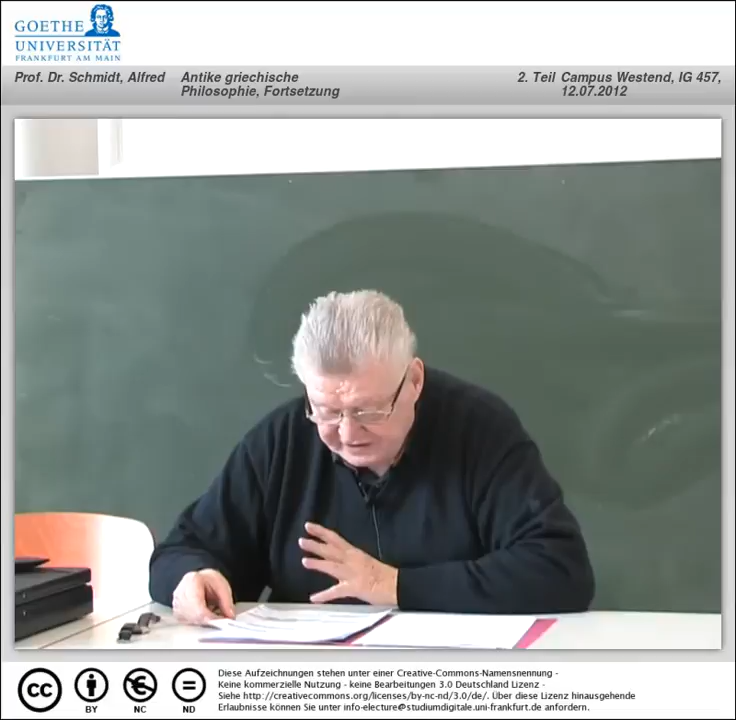 GOETHE
UNIVERSITÄT
FRANKFURT AM MAIN
Prof. Dr. Schmidt, Alfred Antike griechische 2. Teil Campus Westend, IG 457,
Philosophie, Fortsetzung 12.07.2012
cc BY NC ND
Diese Aufzeichnungen stehen unter einer Creative-Commons-Namensnennung -
Keine kommerzielle Nutzung - keine Bearbeitungen 3.0 Deutschland Lizenz -
Siehe http://creativecommons.org/licenses/by-nc-nd/3.0/de/. Über diese Lizenz hinausgehende
Erlaubnisse können Sie unter info-electure@studiumdigitale.uni-frankfurt.de anfordern.